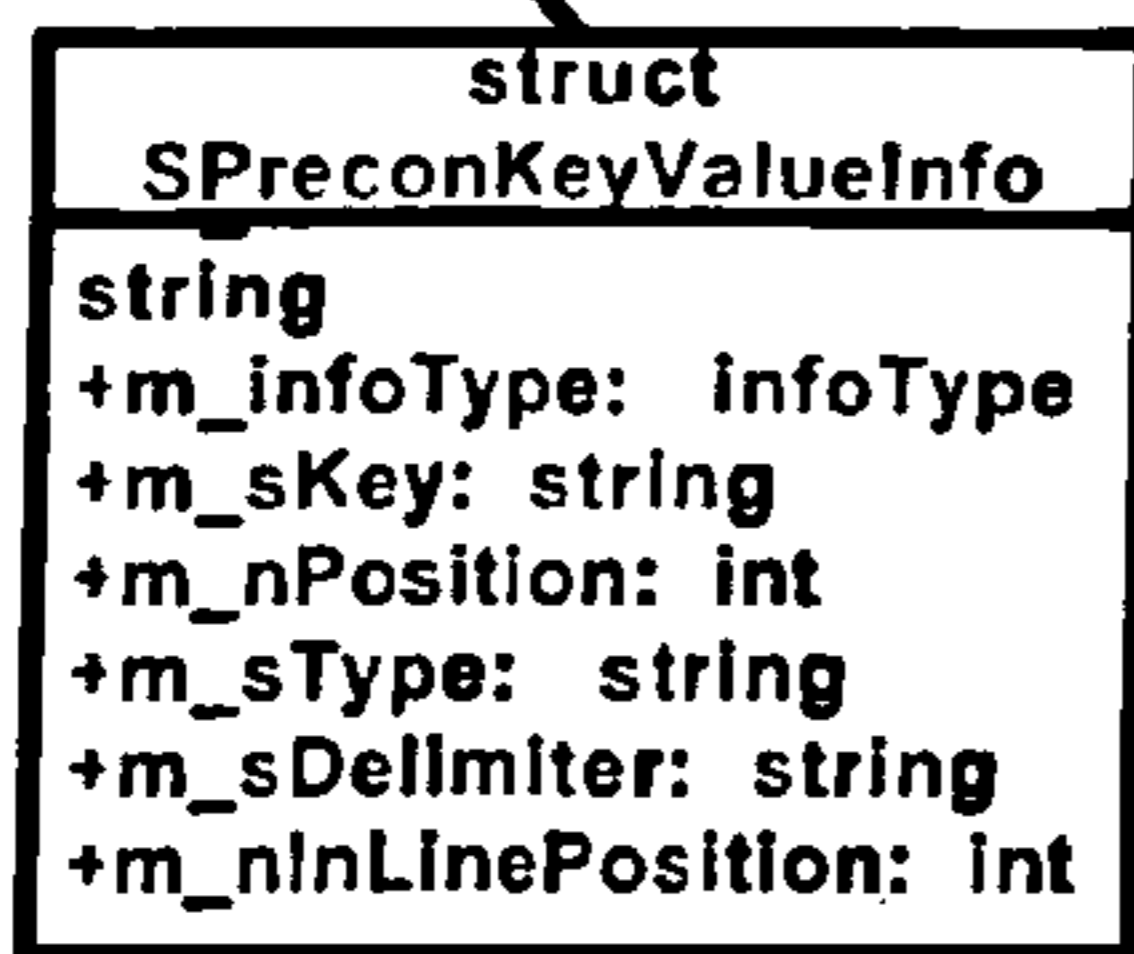 struct
SPreconKeyValueInfo
string
+m_infoType: infoType
+m_sKey: string
+m_nPosition: int
+m_sType: string
+m_sDelimiter: string
+m_nInLinePosition: int